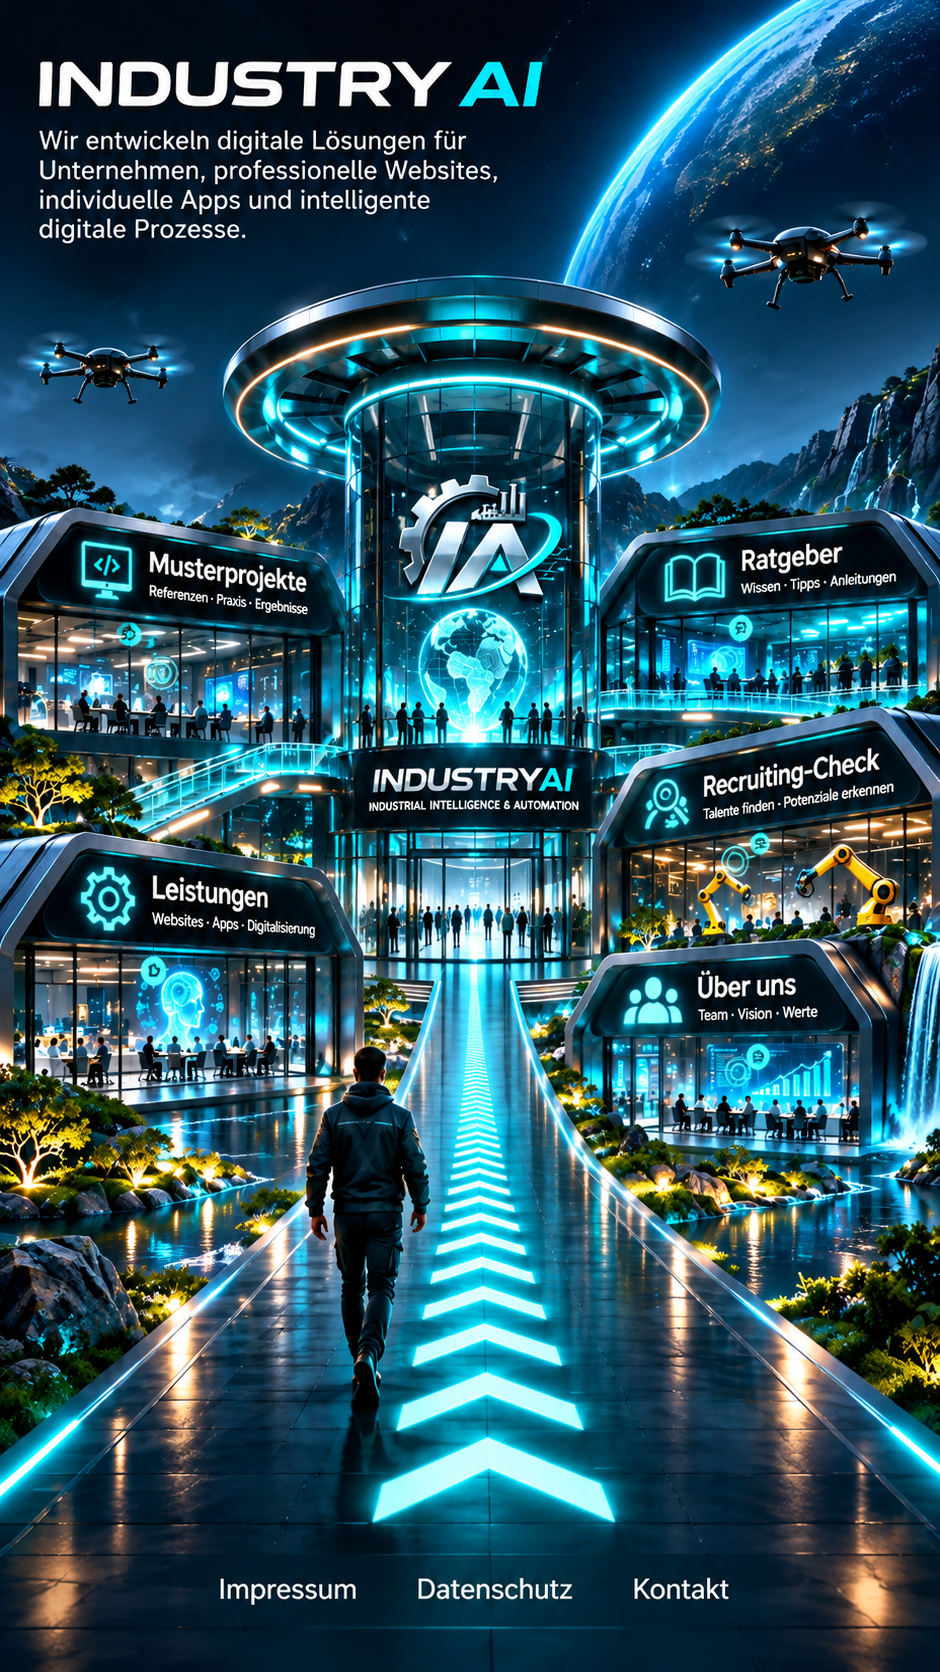 INDUSTRY AI
Wir entwickeln digitale Lösungen für
Unternehmen, professionelle Websites,
individuelle Apps und intelligente
digitale Prozesse.
IA
Musterprojekte
Referenzen · Praxis · Ergebnisse
Ratgeber
Wissen · Tipps · Anleitungen
INDUSTRYAI
INDUSTRIAL INTELLIGENCE & AUTOMATION
Recruiting-Check
Talente finden · Potenziale erkennen
Leistungen
Websites · Apps · Digitalisierung
Über uns
Team · Vision · Werte
Impressum Datenschutz Kontakt